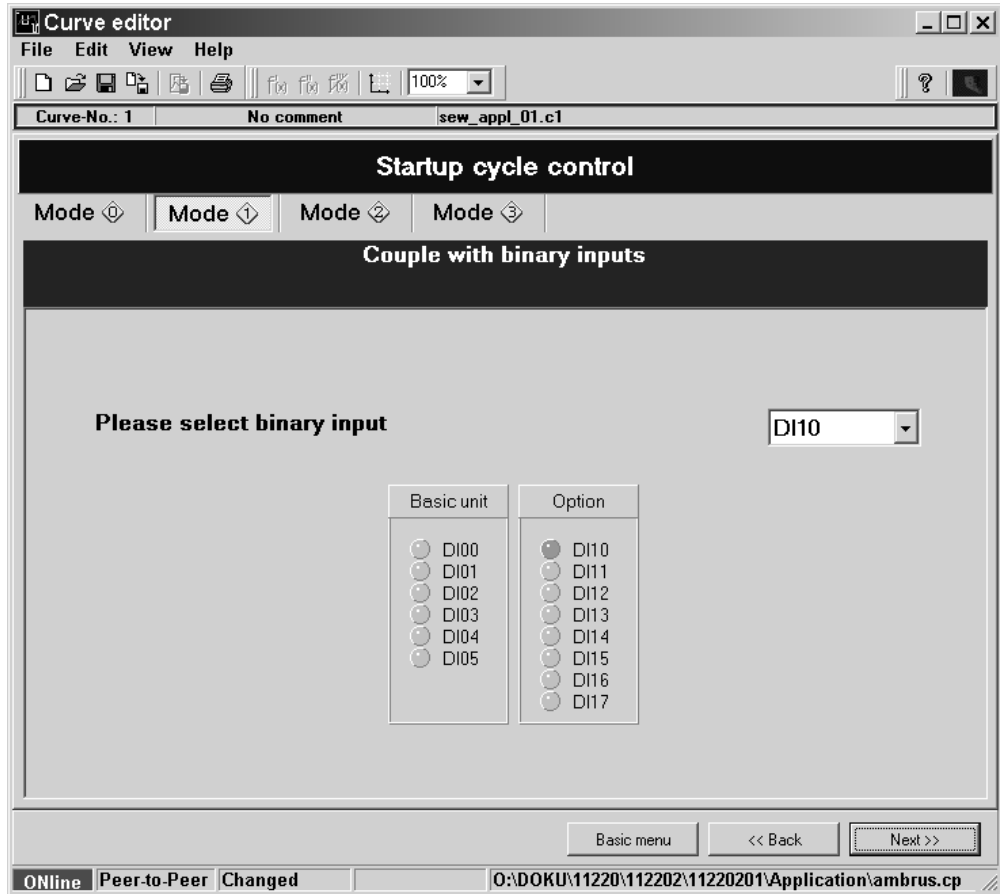 Curve editor
File Edit View Help
100%
Curve-No.: 1 No comment sew_appl_01.c1
Startup cycle control
Mode 0 Mode 1 Mode 2 Mode 3
Couple with binary inputs
Please select binary input DI10
Basic unit Option
DI00 DI10
DI01 DI11
DI02 DI12
DI03 DI13
DI04 DI14
DI05 DI15
DI16
DI17
Basic menu << Back Next >>
ONline Peer-to-Peer Changed O:\DOKU\11220\112202\11220201\Application\ambrus.cp